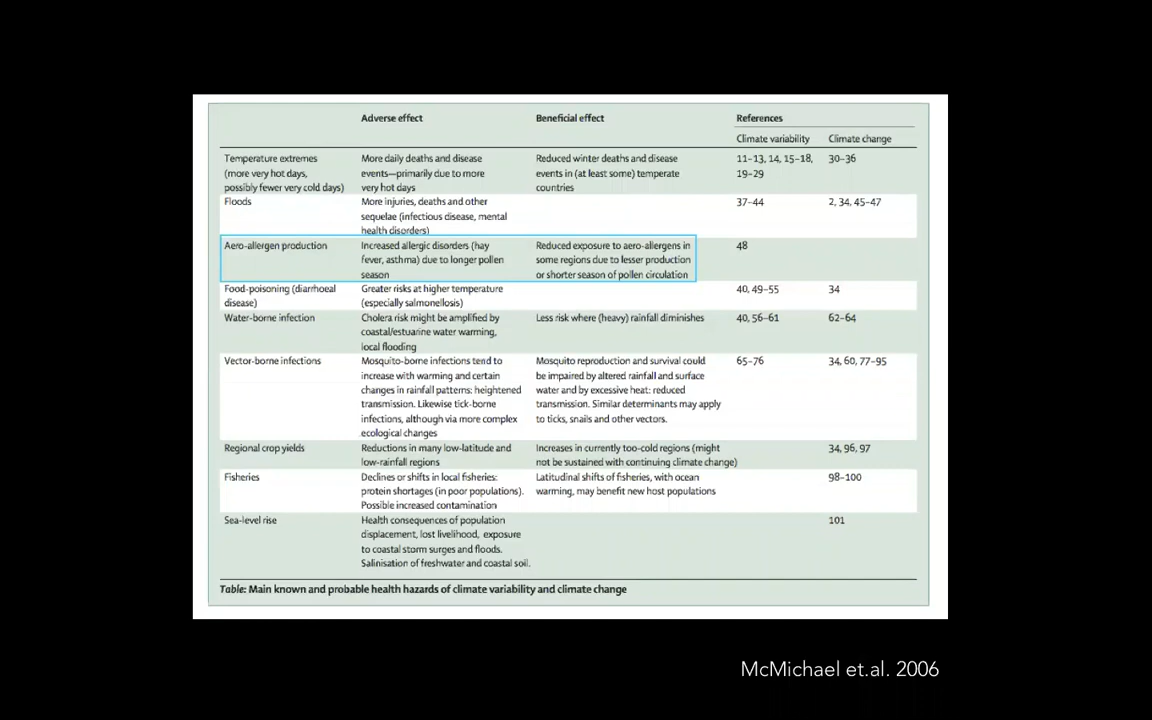 Adverse effect Beneficial effect References
Climate variability Climate change
Temperature extremes More daily deaths and disease Reduced winter deaths and disease 11–13, 14, 15–18, 30–36
(more very hot days, events—primarily due to more events in (at least some) temperate 19–29
possibly fewer very cold days) very hot days countries
Floods More injuries, deaths and other 37–44 2, 34, 45–47
sequelae (infectious disease, mental
health disorders)
Aero-allergen production Increased allergic disorders (hay Reduced exposure to aero-allergens in 48
fever, asthma) due to longer pollen some regions due to lesser production
season or shorter season of pollen circulation
Food-poisoning (diarrhoeal Greater risks at higher temperature 40, 49–55 34
disease) (especially salmonellosis)
Water-borne infection Cholera risk might be amplified by Less risk where (heavy) rainfall diminishes 40, 56–61 62–64
coastal/estuarine water warming,
local flooding
Vector-borne infections Mosquito-borne infections tend to Mosquito reproduction and survival could 65–76 34, 60, 77–95
increase with warming and certain be impaired by altered rainfall and surface
changes in rainfall patterns: heightened water and by excessive heat: reduced
transmission. Likewise tick-borne transmission. Similar determinants may apply
infections, although via more complex to ticks, snails and other vectors.
ecological changes
Regional crop yields Reductions in many low-latitude and Increases in currently too-cold regions (might 34, 96, 97
low-rainfall regions not be sustained with continuing climate change)
Fisheries Declines or shifts in local fisheries: Latitudinal shifts of fisheries, with ocean 98–100
protein shortages (in poor populations). warming, may benefit new host populations
Possible increased contamination
Sea-level rise Health consequences of population 101
displacement, lost livelihood, exposure
to coastal storm surges and floods.
Salinisation of freshwater and coastal soil.
Table: Main known and probable health hazards of climate variability and climate change
McMichael et.al. 2006